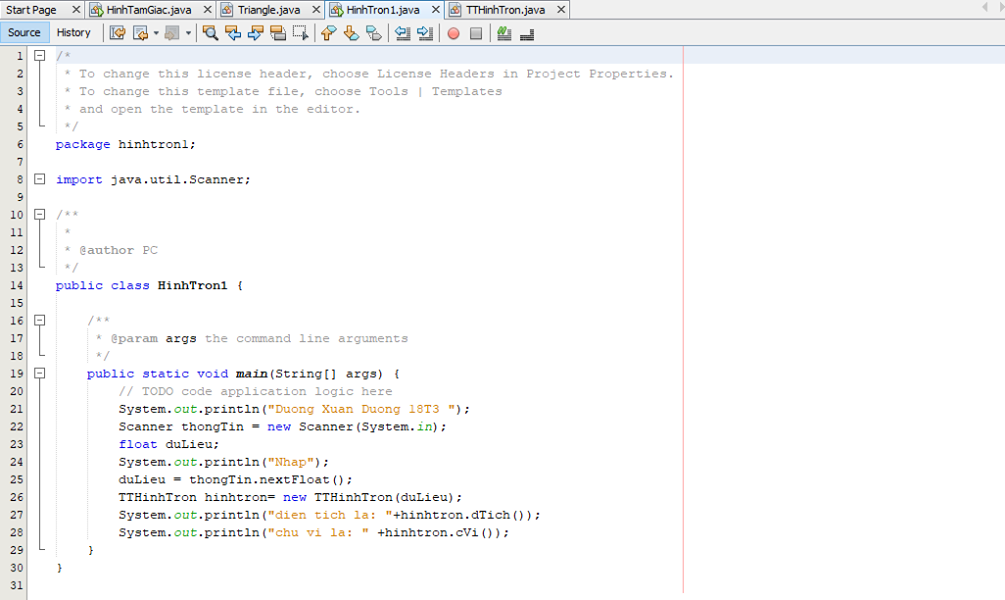 Start Page HinhTamGiac.java Triangle.java HinhTron1.java TTHinhTron.java
Source History
1 /*
2 * To change this license header, choose License Headers in Project Properties.
3 * To change this template file, choose Tools | Templates
4 * and open the template in the editor.
5 */
6 package hinhtron1;
7
8 import java.util.Scanner;
9
10 /**
11 *
12 * @author PC
13 */
14 public class HinhTron1 {
15
16 /**
17 * @param args the command line arguments
18 */
19 public static void main(String[] args) {
20 // TODO code application logic here
21 System.out.println("Duong Xuan Duong 18T3 ");
22 Scanner thongTin = new Scanner(System.in);
23 float duLieu;
24 System.out.println("Nhap");
25 duLieu = thongTin.nextFloat();
26 TTHinhTron hinhtron= new TTHinhTron(duLieu);
27 System.out.println("dien tich la: "+hinhtron.dTich());
28 System.out.println("chu vi la: " +hinhtron.cVi());
29 }
30 }
31